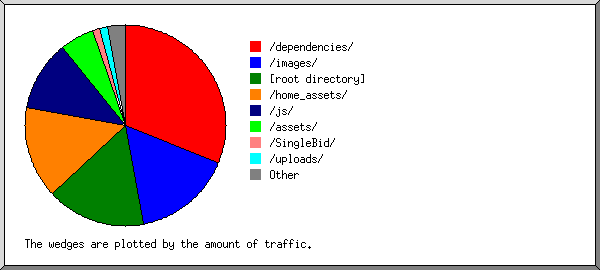 /dependencies/
/images/
[root directory]
/home_assets/
/js/
/assets/
/SingleBid/
/uploads/
Other
The wedges are plotted by the amount of traffic.